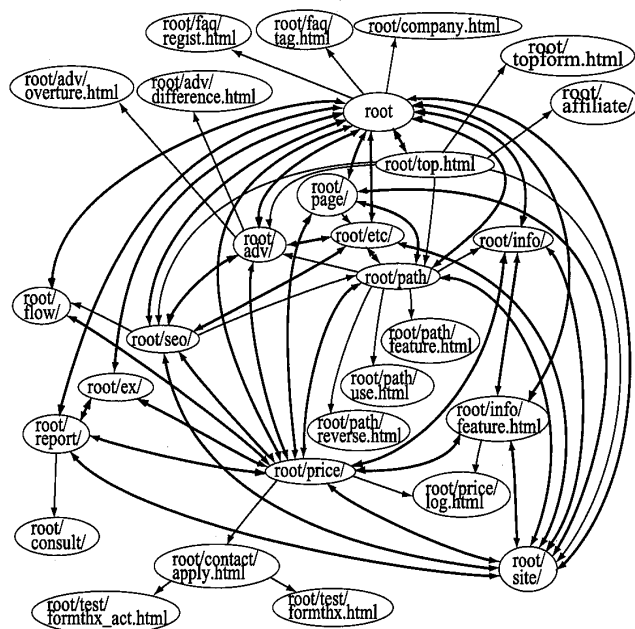 root/faq/
regist.html
root/faq/
tag.html
root/company.html
root/
topform.html
root/
affiliate/
root/adv/
overture.html
root/adv/
difference.html
root
root/top.html
root/
page/
root/etc/
root/
adv/
root/info/
root/path/
root/
flow/
root/seo/
root/path/
feature.html
root/ex/
root/path/
use.html
root/path/
reverse.html
root/info/
feature.html
root/
report/
root/price/
root/price/
log.html
root/
consult/
root/contact/
apply.html
root/
site/
root/test/
formthx_act.html
root/test/
formthx.html